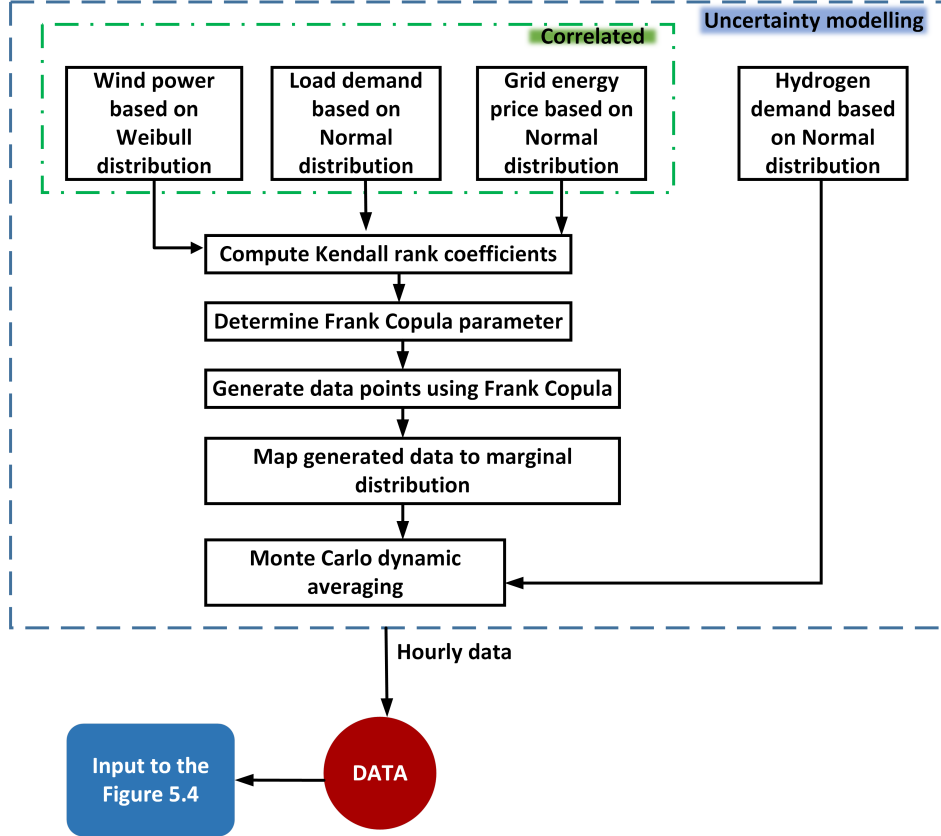 Uncertainty modelling
Correlated
Wind power
based on
Weibull
distribution
Load demand
based on
Normal
distribution
Grid energy
price based on
Normal
distribution
Hydrogen
demand based
on Normal
distribution
Compute Kendall rank coefficients
Determine Frank Copula parameter
Generate data points using Frank Copula
Map generated data to marginal
distribution
Monte Carlo dynamic
averaging
Hourly data
DATA
Input to the
Figure 5.4